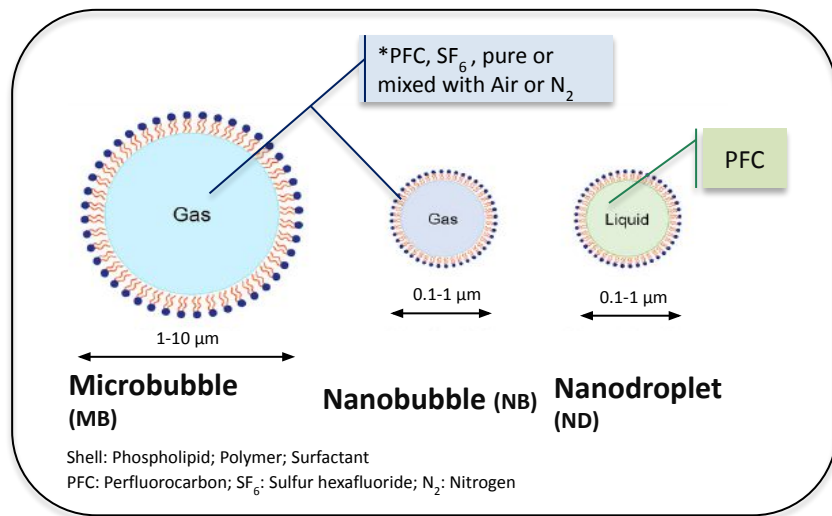 *PFC, SF₆, pure or
mixed with Air or N₂
PFC
Gas
Gas
Liquid
0.1-1 µm
0.1-1 µm
1-10 µm
Microbubble
(MB)
Nanobubble (NB)
Nanodroplet
(ND)
Shell: Phospholipid; Polymer; Surfactant
PFC: Perfluorocarbon; SF₆: Sulfur hexafluoride; N₂: Nitrogen